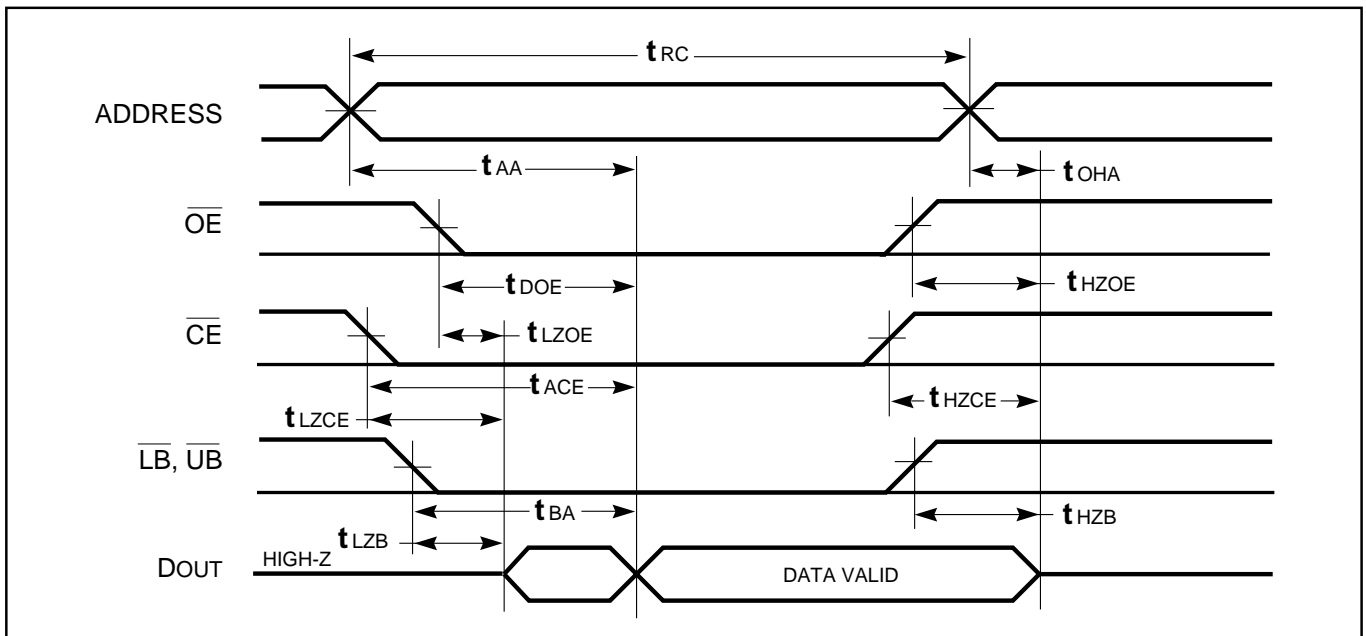 tRC
ADDRESS
tAA
tOHA
OE
tDOE
tHZOE
CE
tLZOE
tACE
tHZCE
tLZCE
LB, UB
tBA
tHZB
tLZB
DOUT
HIGH-Z
DATA VALID